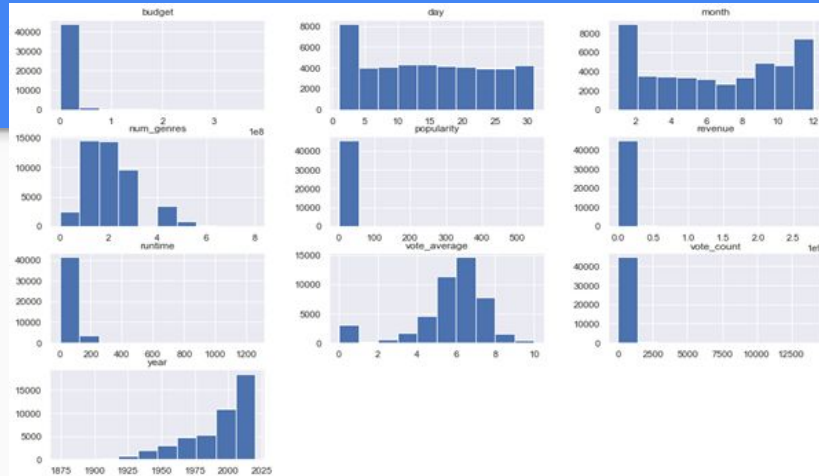 budget
day
month
40000
30000
20000
10000
0
0 1 2 3
1e8
8000
6000
4000
2000
0
0 5 10 15 20 25 30
8000
6000
4000
2000
0
2 4 6 8 10 12
num_genres
popularity
revenue
15000
10000
5000
0
0 2 4 6 8
40000
30000
20000
10000
0
0 100 200 300 400 500
40000
30000
20000
10000
0
0.0 0.5 1.0 1.5 2.0 2.5
runtime
vote_average
vote_count
40000
30000
20000
10000
0
0 200 400 600 800 1000 1200
15000
10000
5000
0
0 2 4 6 8 10
40000
30000
20000
10000
0
0 2500 5000 7500 10000 12500
year
15000
10000
5000
0
1875 1900 1925 1950 1975 2000 2025